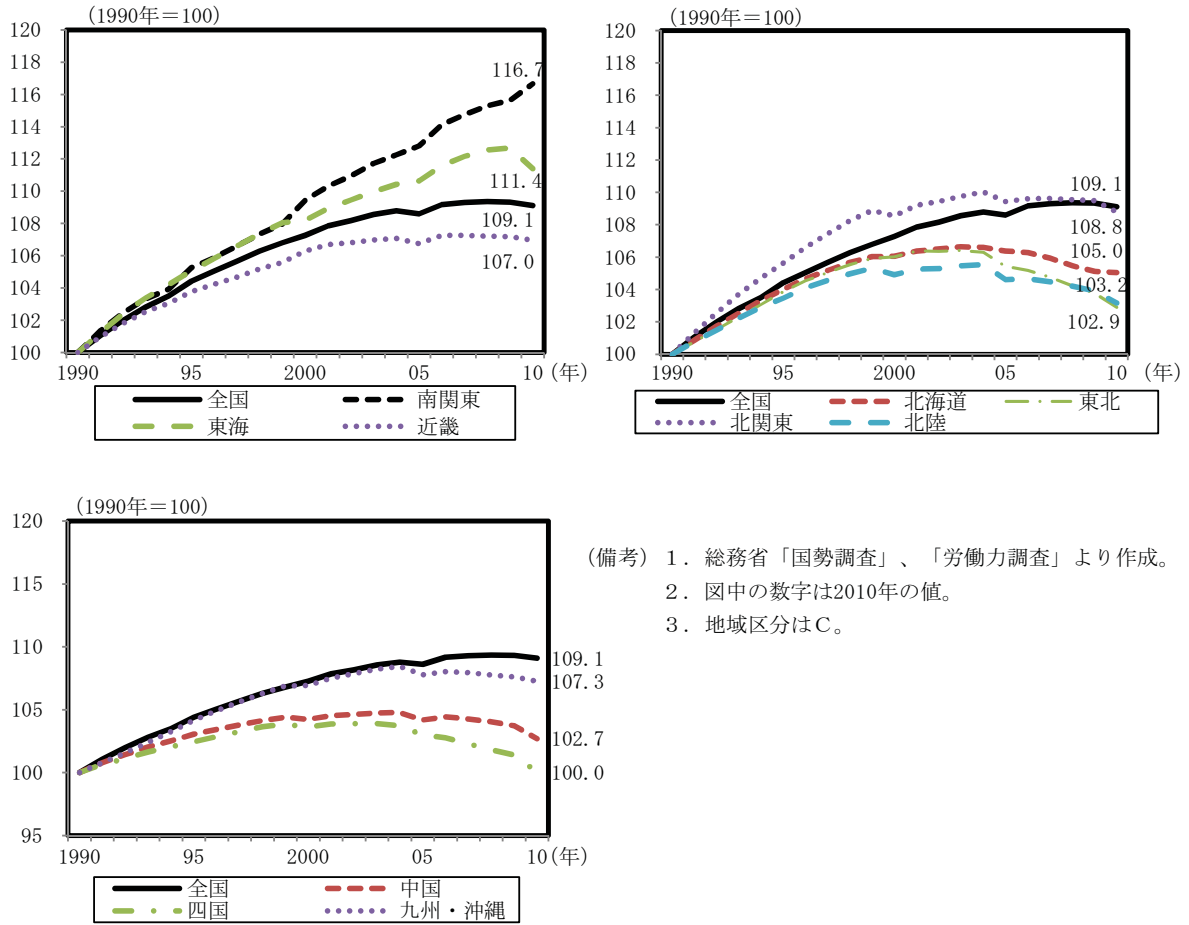 (1990年＝100)
120
118
116
114
112
110
108
106
104
102
100
116.7
111.4
109.1
107.0
1990 95 2000 05 10 (年)
全国 南関東
東海 近畿
(1990年＝100)
120
118
116
114
112
110
108
106
104
102
100
109.1
108.8
105.0
103.2
102.9
1990 95 2000 05 10 (年)
全国 北海道 東北
北関東 北陸
(1990年＝100)
120
115
110
105
100
95
109.1
107.3
102.7
100.0
1990 95 2000 05 10(年)
全国 中国
四国 九州・沖縄
（備考）１．総務省「国勢調査」、「労働力調査」より作成。
２．図中の数字は2010年の値。
３．地域区分はＣ。